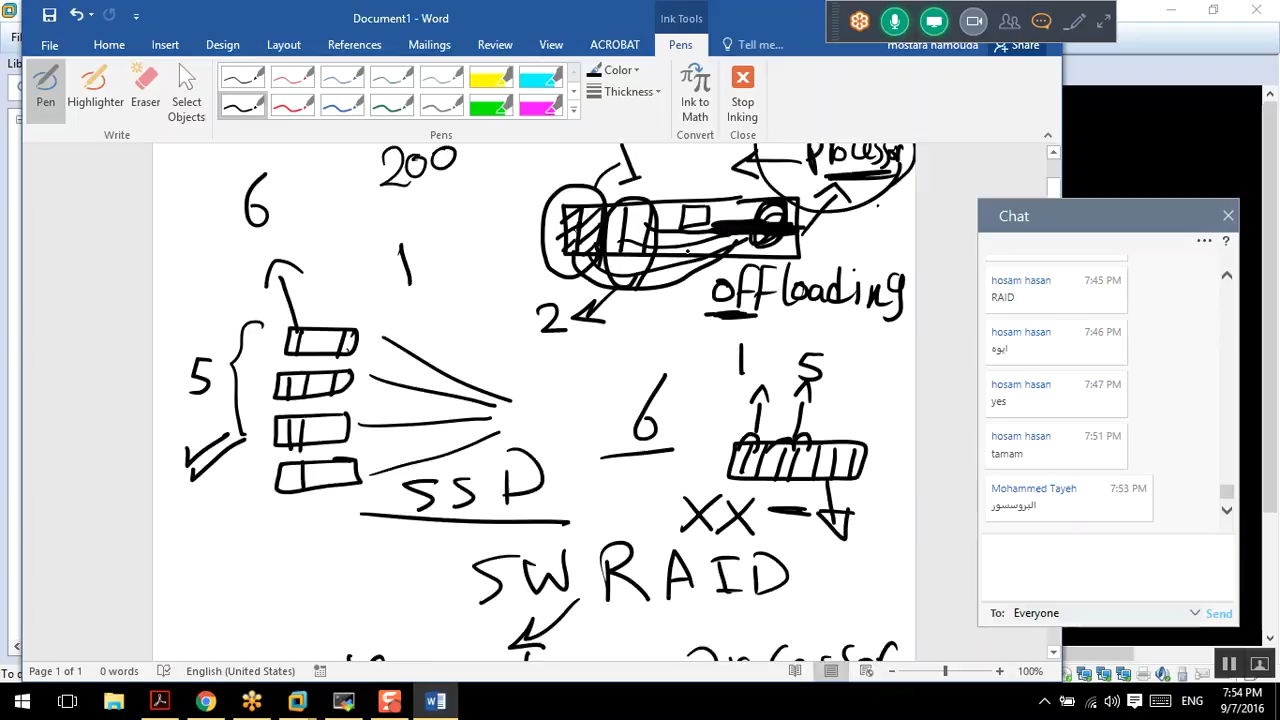 Document1 - Word
Ink Tools
File
Home
Insert
Design
Layout
References
Mailings
Review
View
ACROBAT
Pens
Tell me...
mostafa hamouda
Share
Pen
Highlighter
Eraser
Select
Objects
Write
Pens
Color
Thickness
Ink to
Math
Convert
Stop
Inking
Close
200
6
1
1
Processor
2
offloading
5
6
1
5
SSD
XX
SW RAID
Chat
hosam hasan 7:45 PM
RAID
hosam hasan 7:46 PM
ايوه
hosam hasan 7:47 PM
yes
hosam hasan 7:51 PM
tamam
Mohammed Tayeh 7:53 PM
البروسسور
To: Everyone
Send
Page 1 of 1
0 words
English (United States)
100%
ENG
7:54 PM
9/7/2016